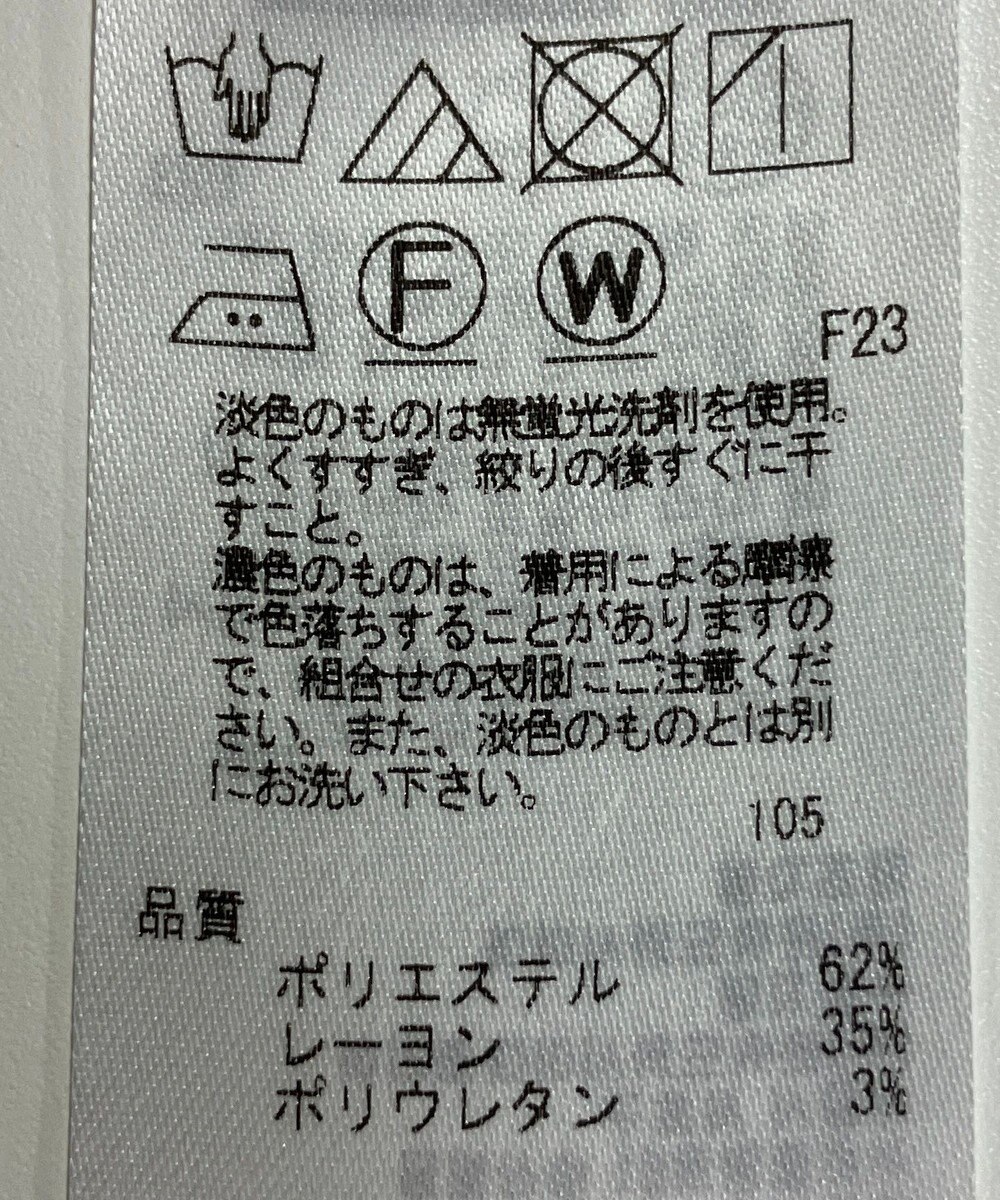 F W
F23
淡色のものは無蛍光洗剤を使用。
よくすすぎ、絞りの後すぐに干
すこと。
濃色のものは、着用による摩擦
で色落ちすることがありますの
で、組合せの衣服にご注意くだ
さい。また、淡色のものとは別
にお洗い下さい。
105
品質
ポリエステル 62%
レーヨン 35%
ポリウレタン 3%